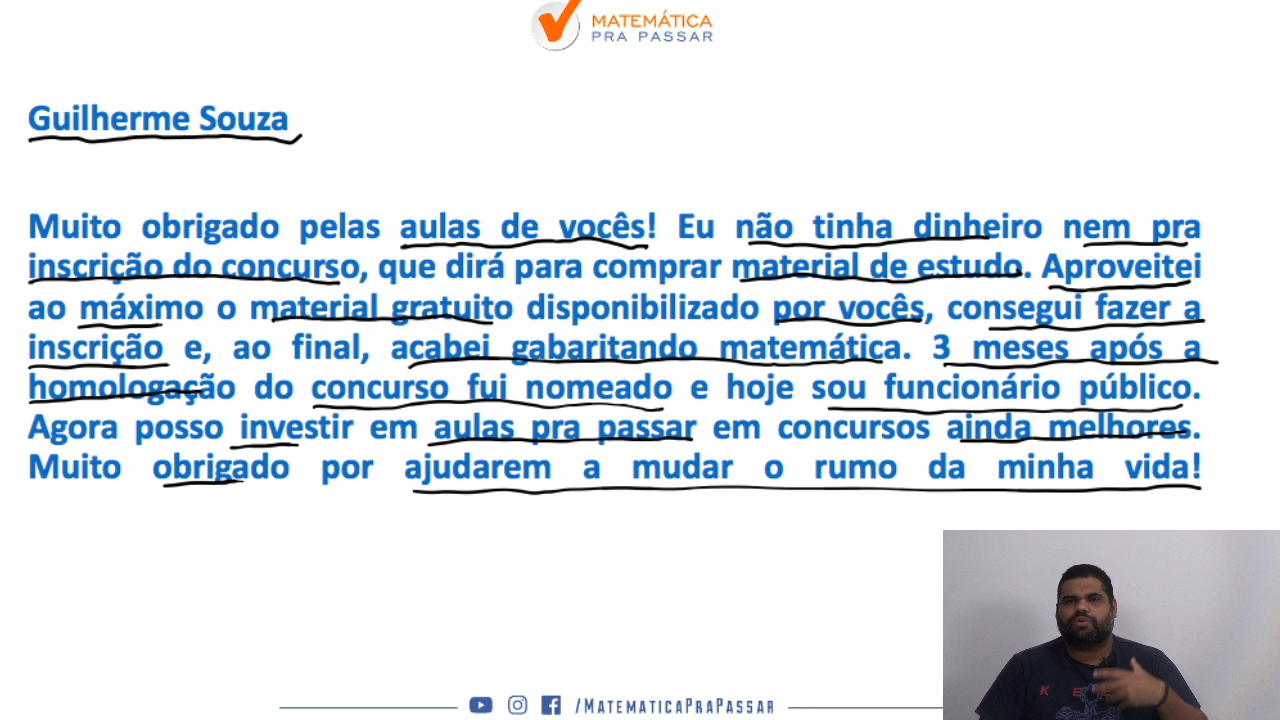 MATEMÁTICA
PRA PASSAR
Guilherme Souza
Muito obrigado pelas aulas de vocês! Eu não tinha dinheiro nem pra
inscrição do concurso, que dirá para comprar material de estudo. Aproveitei
ao máximo o material gratuito disponibilizado por vocês, consegui fazer a
inscrição e, ao final, acabei gabaritando matemática. 3 meses após a
homologação do concurso fui nomeado e hoje sou funcionário público.
Agora posso investir em aulas pra passar em concursos ainda melhores.
Muito obrigado por ajudarem a mudar o rumo da minha vida!
/MatematicaPraPassar